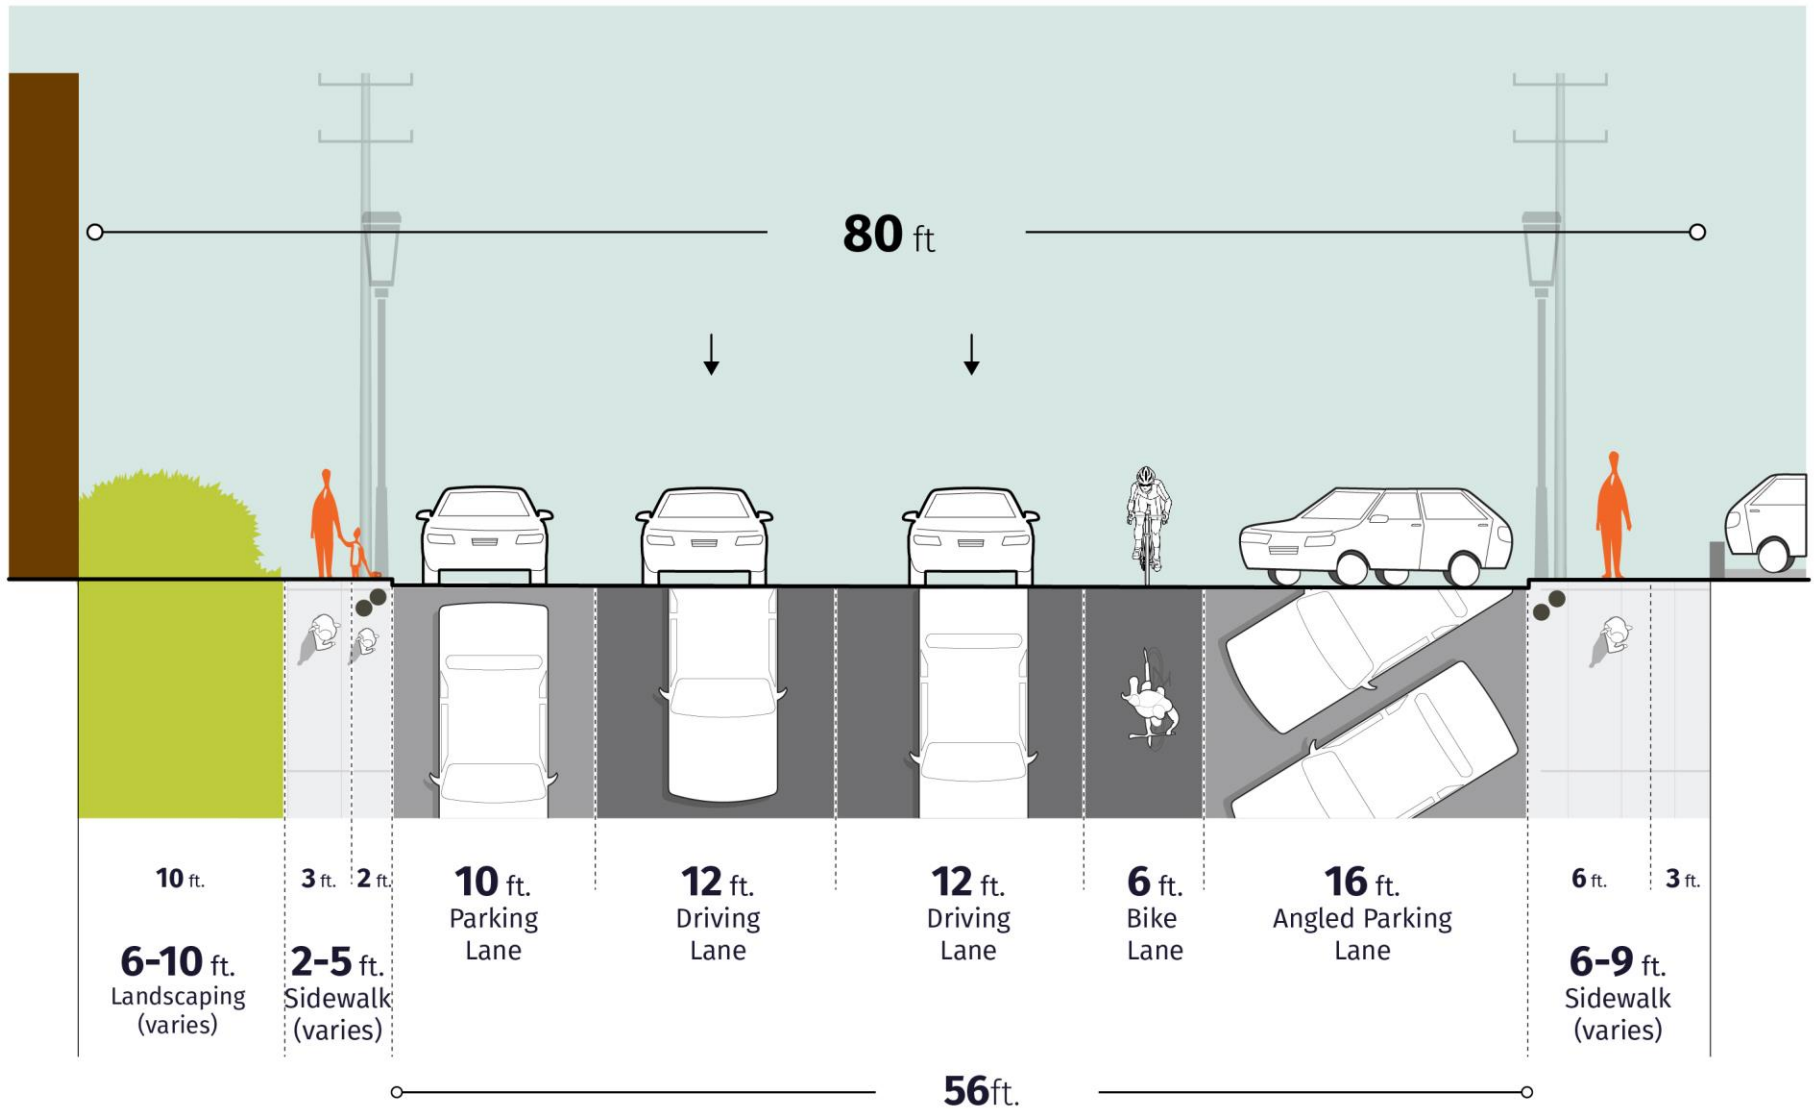 80 ft
10 ft.
3 ft.
2 ft.
10 ft.
Parking
Lane
12 ft.
Driving
Lane
12 ft.
Driving
Lane
6 ft.
Bike
Lane
16 ft.
Angled Parking
Lane
6 ft.
3 ft.
6-10 ft.
Landscaping
(varies)
2-5 ft.
Sidewalk
(varies)
6-9 ft.
Sidewalk
(varies)
56ft.